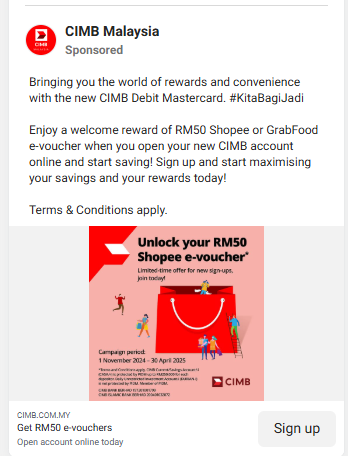 CIMB Malaysia
Sponsored
CIMB
Bringing you the world of rewards and convenience
with the new CIMB Debit Mastercard. #KitaBagiJadi
Enjoy a welcome reward of RM50 Shopee or GrabFood
e-voucher when you open your new CIMB account
online and start saving! Sign up and start maximising
your savings and your rewards today!
Terms & Conditions apply.
Unlock your RM50
Shopee e-voucher*
Limited-time offer for new sign-ups,
join today!
Campaign period:
1 November 2024 – 30 April 2025
CIMB
CIMB.COM.MY
Get RM50 e-vouchers
Open account online today
Sign up